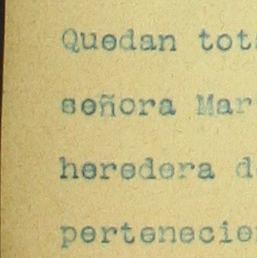 Quedan tot
señora Mar
heredera d
pertenecie